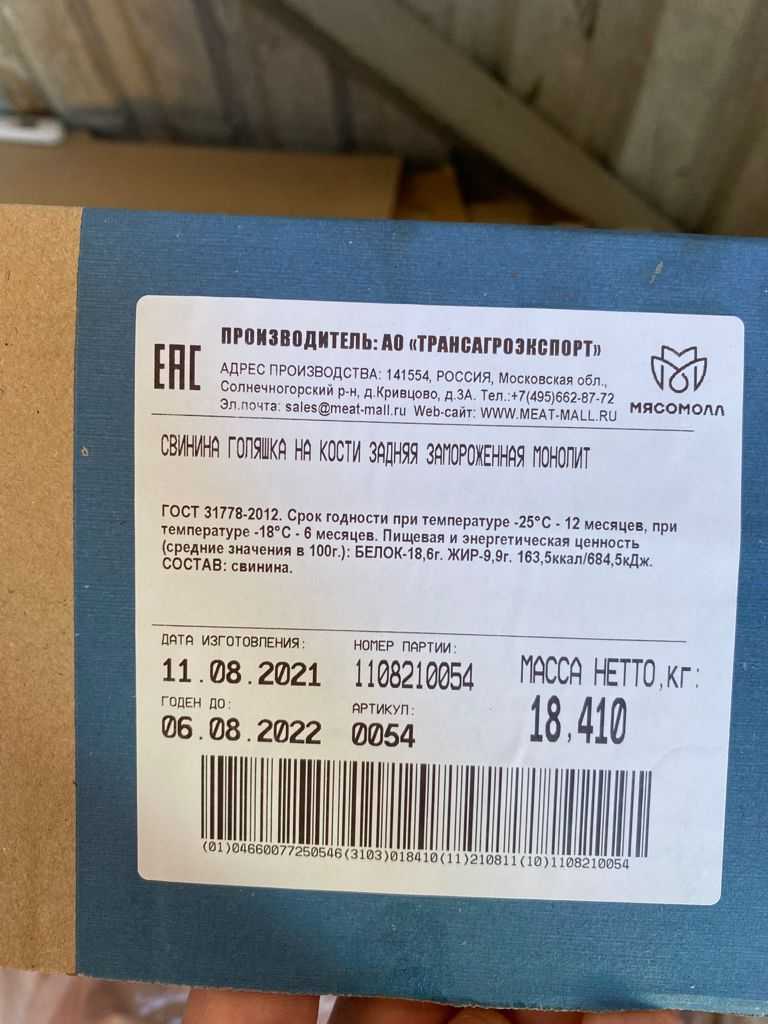 ЕАС
ПРОИЗВОДИТЕЛЬ: АО «ТРАНСАГРОЭКСПОРТ»
АДРЕС ПРОИЗВОДСТВА: 141554, РОССИЯ, Московская обл.,
Солнечногорский р-н, д.Кривцово, д.3А. Тел.:+7(495)662-87-72
Эл.почта: sales@meat-mall.ru Web-сайт: WWW.MEAT-MALL.RU
МЯСОМОЛЛ
СВИНИНА ГОЛЯШКА НА КОСТИ ЗАДНЯЯ ЗАМОРОЖЕННАЯ МОНОЛИТ
ГОСТ 31778-2012. Срок годности при температуре -25°С - 12 месяцев, при
температуре -18°С - 6 месяцев. Пищевая и энергетическая ценность
(средние значения в 100г.): БЕЛОК-18,6г. ЖИР-9,9г. 163,5ккал/684,5кДж.
СОСТАВ: свинина.
ДАТА ИЗГОТОВЛЕНИЯ:
11.08.2021
НОМЕР ПАРТИИ:
1108210054
МАССА НЕТТО,кг:
18,410
ГОДЕН ДО:
06.08.2022
АРТИКУЛ:
0054
(01)04660077250546(3103)018410(11)210811(10)1108210054